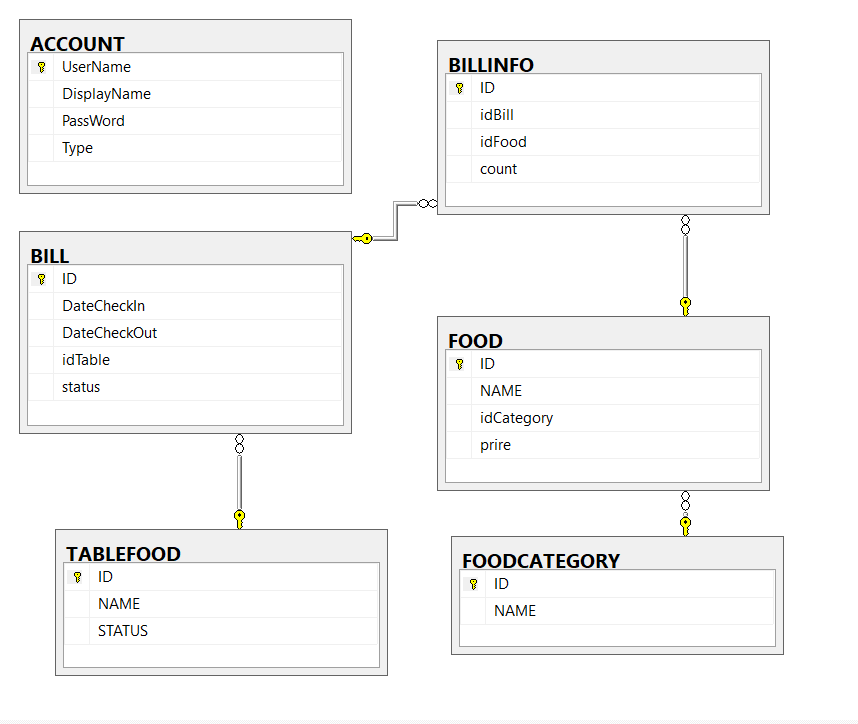 ACCOUNT
UserName
DisplayName
PassWord
Type
BILLINFO
ID
idBill
idFood
count
BILL
ID
DateCheckIn
DateCheckOut
idTable
status
FOOD
ID
NAME
idCategory
prire
TABLEFOOD
ID
NAME
STATUS
FOODCATEGORY
ID
NAME